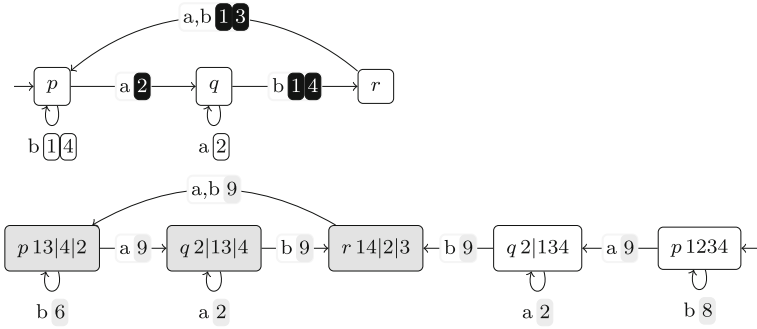 a,b 1 3
p a 2 q b 1 4 r
b 1 4 a 2
a,b 9
p 13|4|2 a 9 q 2|13|4 b 9 r 14|2|3 b 9 q 2|134 a 9 p 1234
b 6 a 2 a 2 b 8